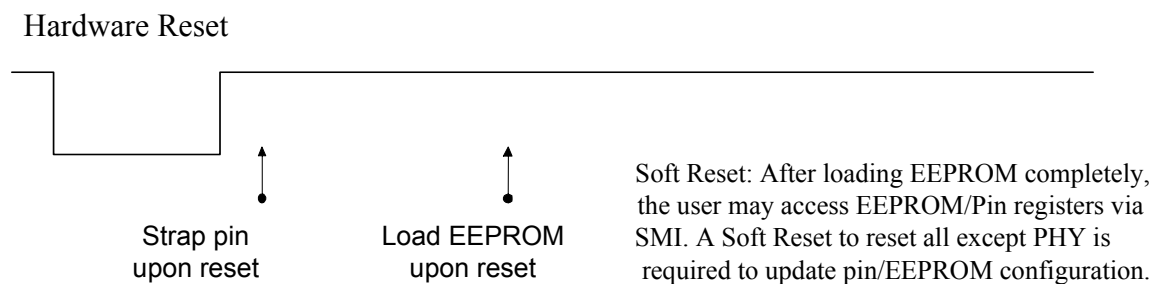 Hardware Reset
Strap pin
upon reset
Load EEPROM
upon reset
Soft Reset: After loading EEPROM completely,
the user may access EEPROM/Pin registers via
SMI. A Soft Reset to reset all except PHY is
required to update pin/EEPROM configuration.